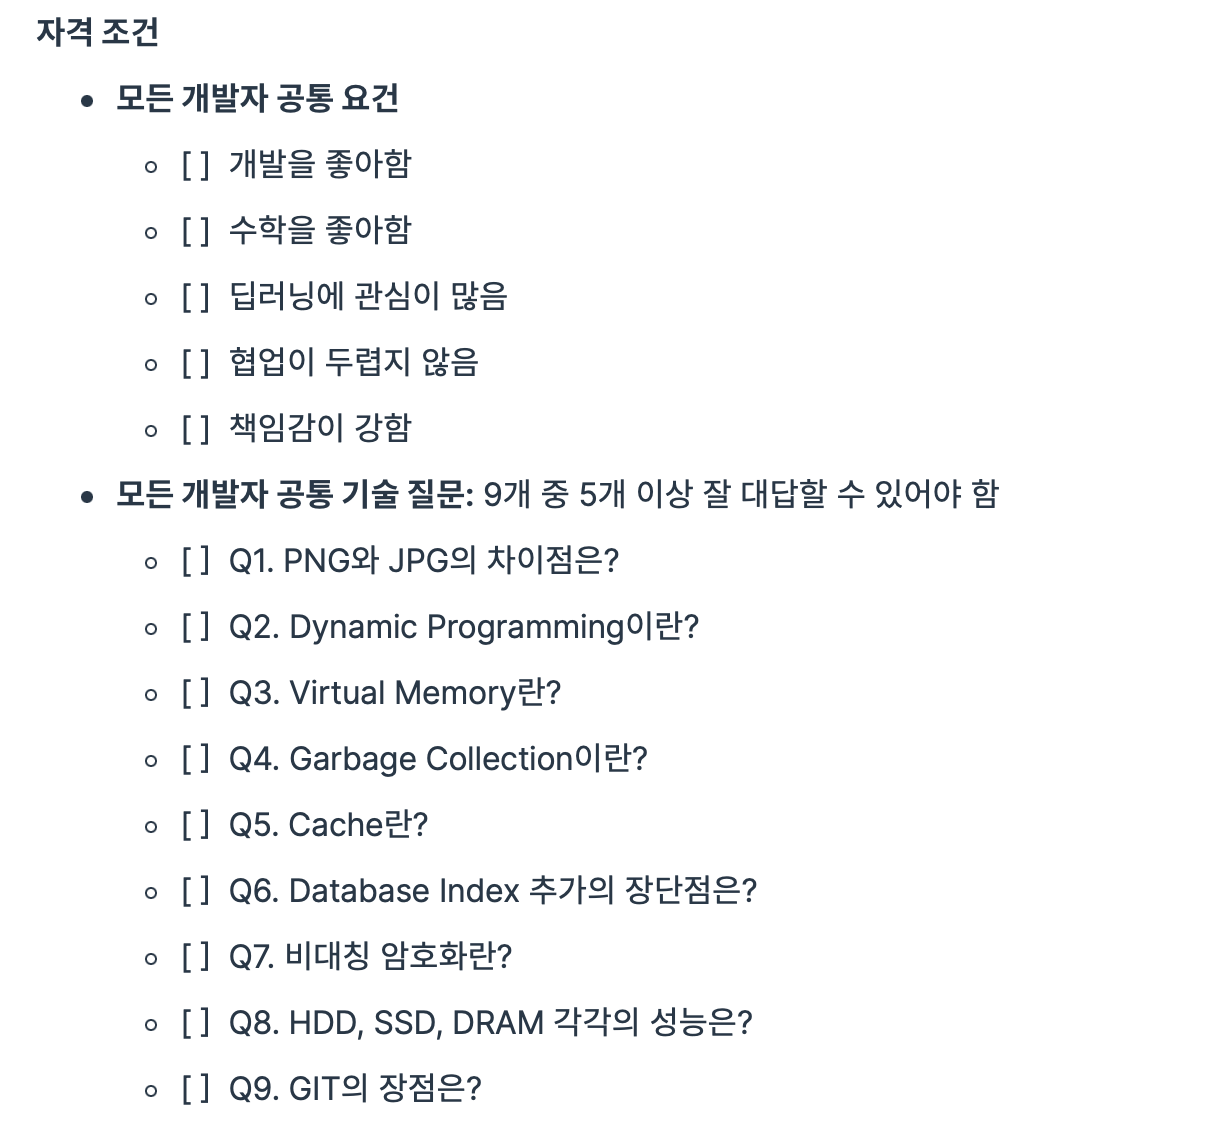 자격 조건
• 모든 개발자 공통 요건
◦ [ ] 개발을 좋아함
◦ [ ] 수학을 좋아함
◦ [ ] 딥러닝에 관심이 많음
◦ [ ] 협업이 두렵지 않음
◦ [ ] 책임감이 강함
• 모든 개발자 공통 기술 질문: 9개 중 5개 이상 잘 대답할 수 있어야 함
◦ [ ] Q1. PNG와 JPG의 차이점은?
◦ [ ] Q2. Dynamic Programming이란?
◦ [ ] Q3. Virtual Memory란?
◦ [ ] Q4. Garbage Collection이란?
◦ [ ] Q5. Cache란?
◦ [ ] Q6. Database Index 추가의 장단점은?
◦ [ ] Q7. 비대칭 암호화란?
◦ [ ] Q8. HDD, SSD, DRAM 각각의 성능은?
◦ [ ] Q9. GIT의 장점은?